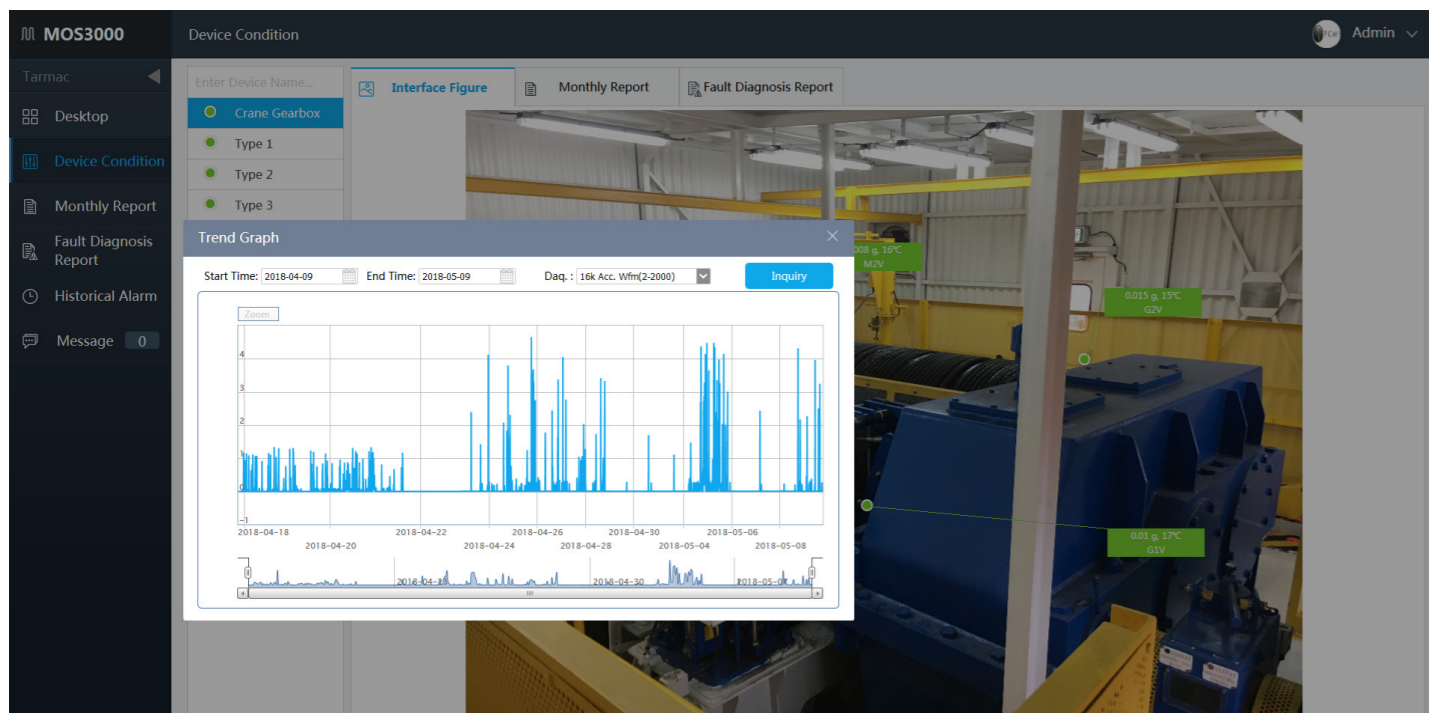 MOS3000
Device Condition
Admin
Tarmac
Desktop
Device Condition
Monthly Report
Fault Diagnosis
Report
Historical Alarm
Message 0
Enter Device Name...
Crane Gearbox
Type 1
Type 2
Type 3
Interface Figure
Monthly Report
Fault Diagnosis Report
008 g, 16℃
M2V
0.015 g, 15℃
G2V
0.01 g, 17℃
G1V
Trend Graph
Start Time: 2018-04-09
End Time: 2018-05-09
Daq. : 16k Acc. Wfm(2-2000)
Inquiry
Zoom
4
3
2
1
0
-1
2018-04-18
2018-04-22
2018-04-26
2018-04-30
2018-05-06
2018-04-20
2018-04-24
2018-04-28
2018-05-04
2018-05-08
2018-04-30